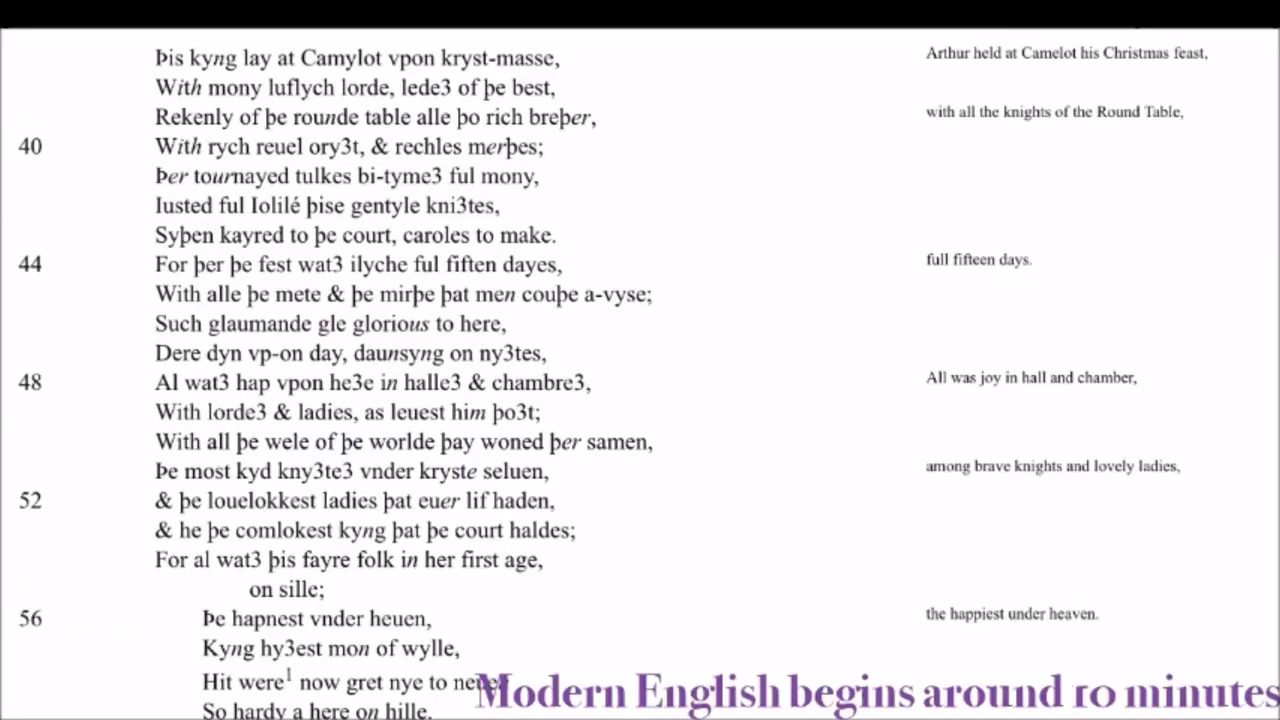 Þis kyng lay at Camylot vpon kryst-masse,
Arthur held at Camelot his Christmas feast,
With mony luflych lorde, lede3 of þe best,
Rekenly of þe rounde table alle þo rich breþer,
with all the knights of the Round Table,
40 With rych reuel ory3t, & rechles merþes;
Þer tournayed tulkes bi-tyme3 ful mony,
Iusted ful Iolilé þise gentyle kni3tes,
Syþen kayred to þe court, caroles to make.
44 For þer þe fest wat3 ilyche ful fiften dayes,
full fifteen days.
With alle þe mete & þe mirþe þat men couþe a-vyse;
Such glaumande gle glorious to here,
Dere dyn vp-on day, daunsyng on ny3tes,
48 Al wat3 hap vpon he3e in halle3 & chambre3,
All was joy in hall and chamber,
With lorde3 & ladies, as leuest him þo3t;
With all þe wele of þe worlde þay woned þer samen,
Þe most kyd kny3te3 vnder kryste seluen,
among brave knights and lovely ladies,
52 & þe louelokkest ladies þat euer lif haden,
& he þe comlokest kyng þat þe court haldes;
For al wat3 þis fayre folk in her first age,
on sille;
56 Þe hapnest vnder heuen,
the happiest under heaven.
Kyng hy3est mon of wylle,
Hit were1 now gret nye to
So hardy a here on hille.
Modern English begins around 10 minutes